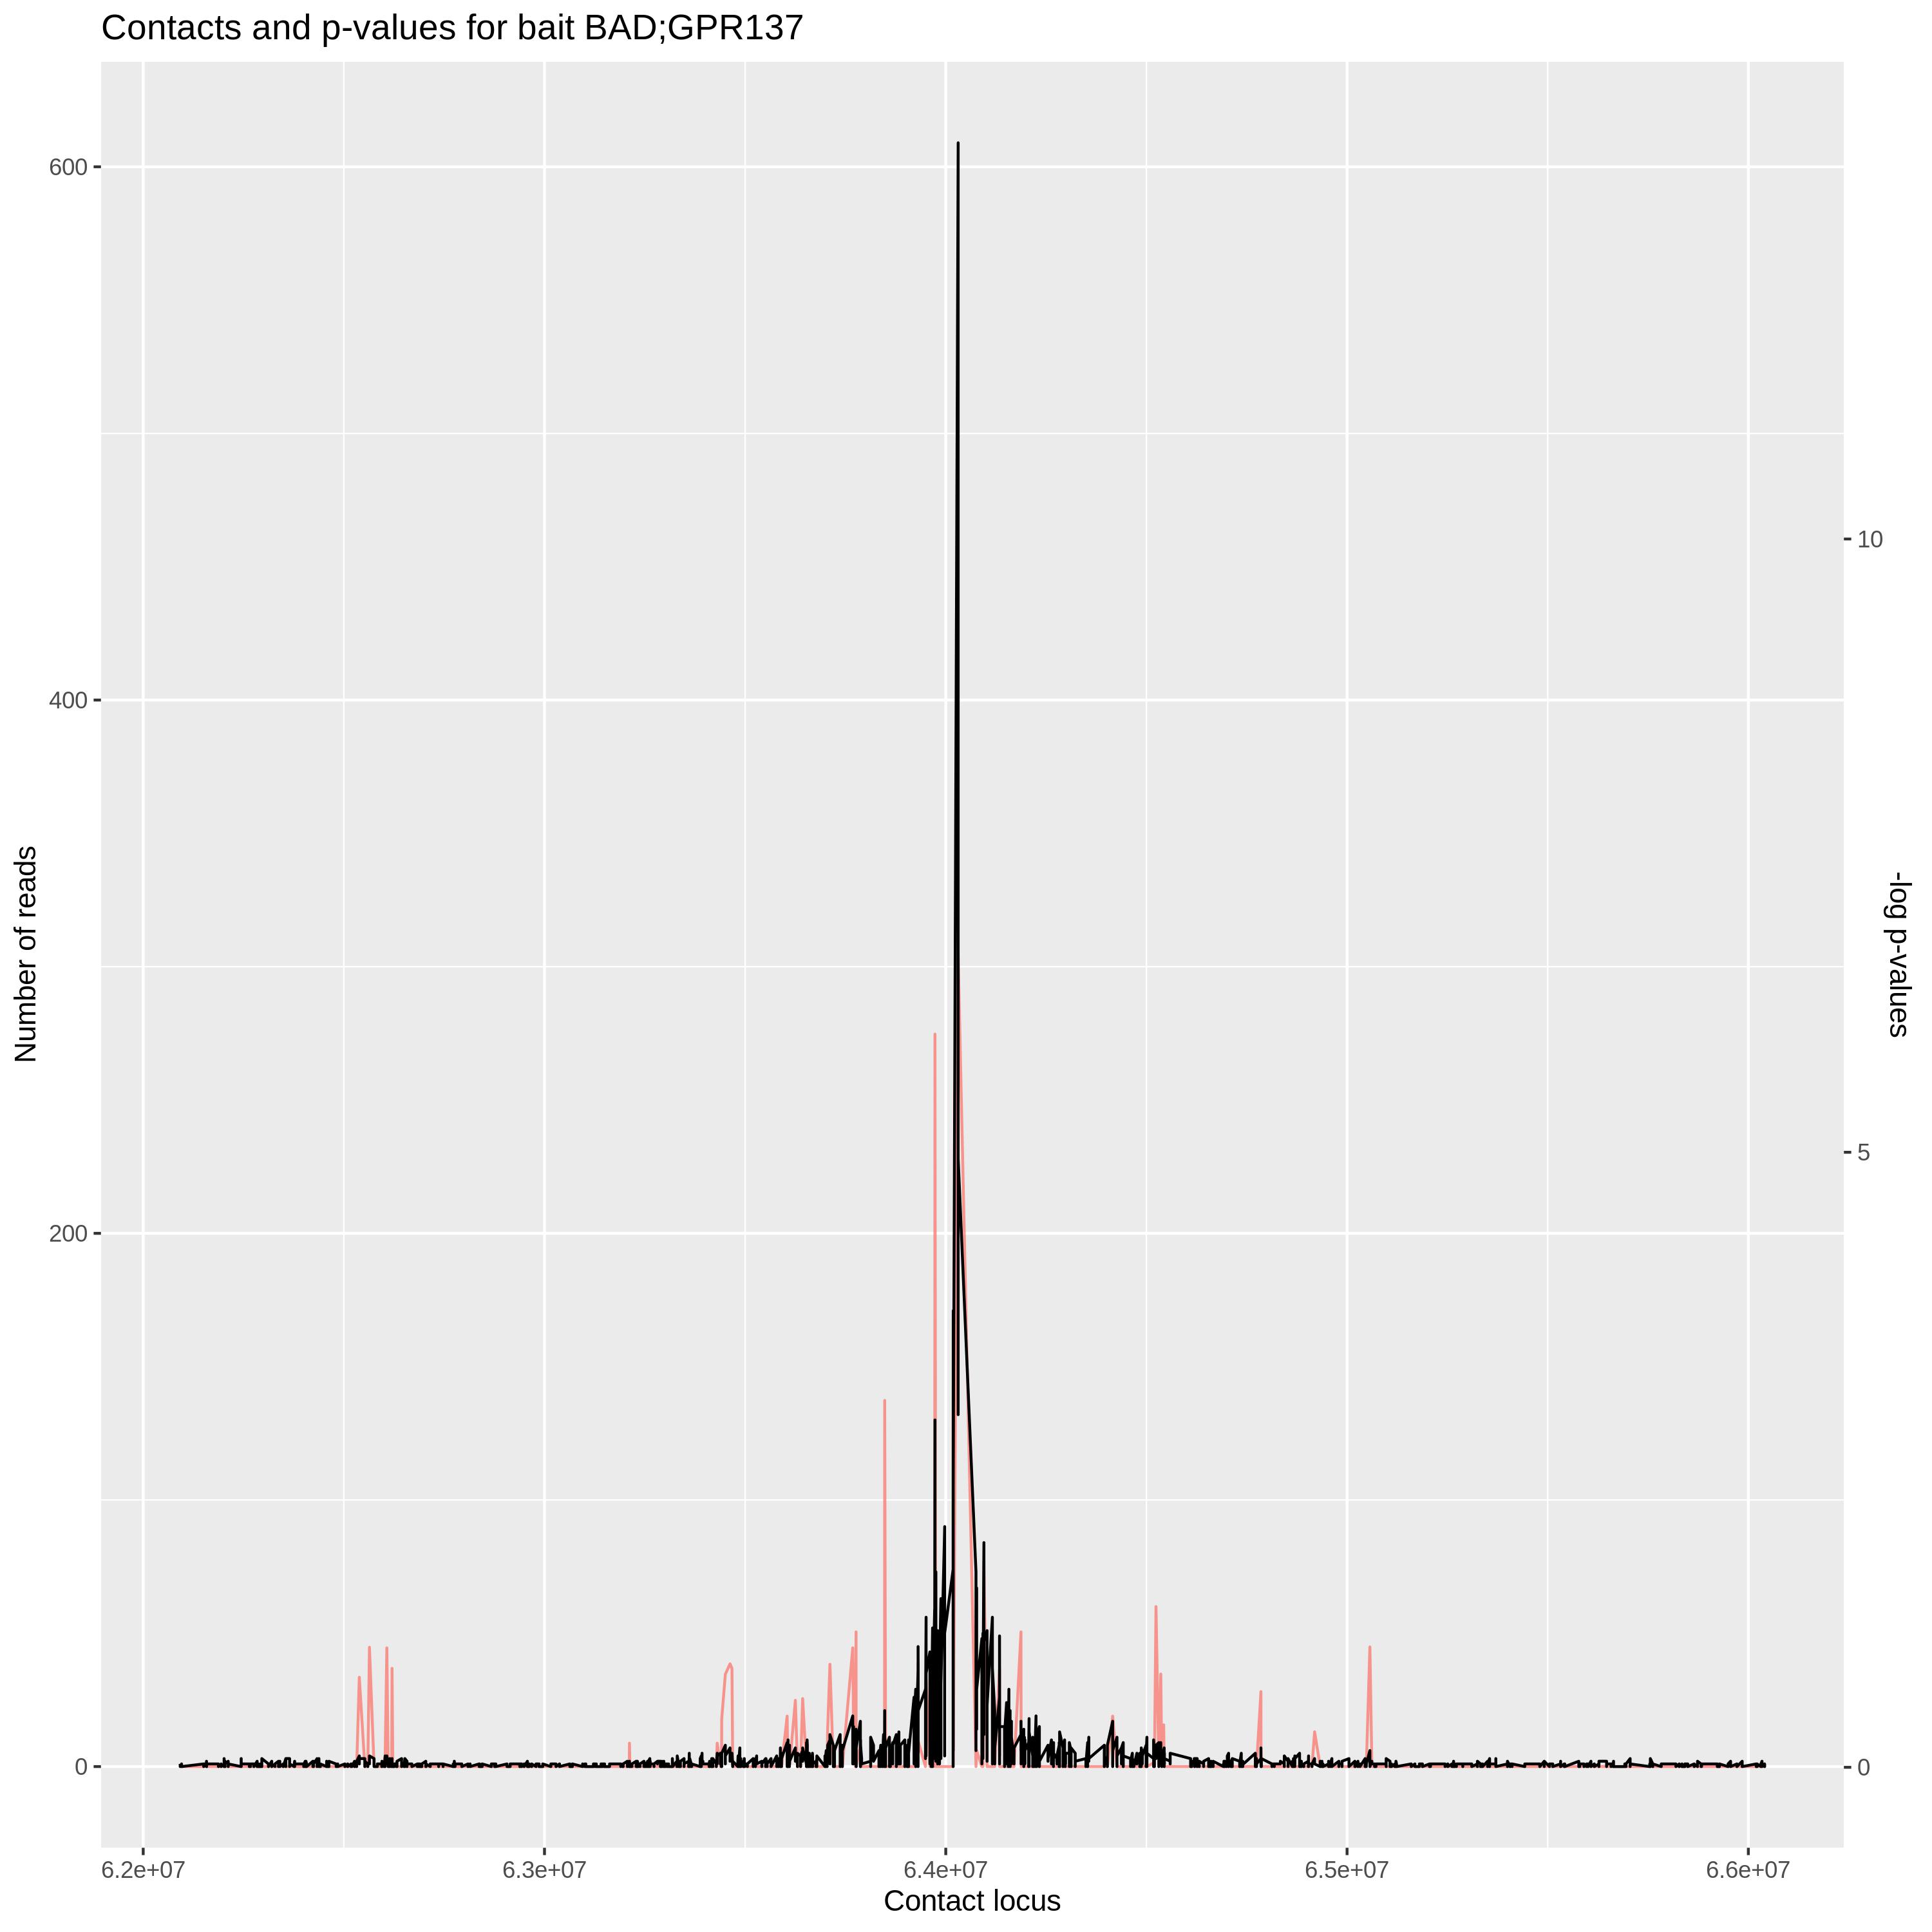 Contacts and p-values for bait BAD;GPR137
600
400
200
0
Number of reads
10
5
0
-log p-values
6.2e+07
6.3e+07
6.4e+07
6.5e+07
6.6e+07
Contact locus